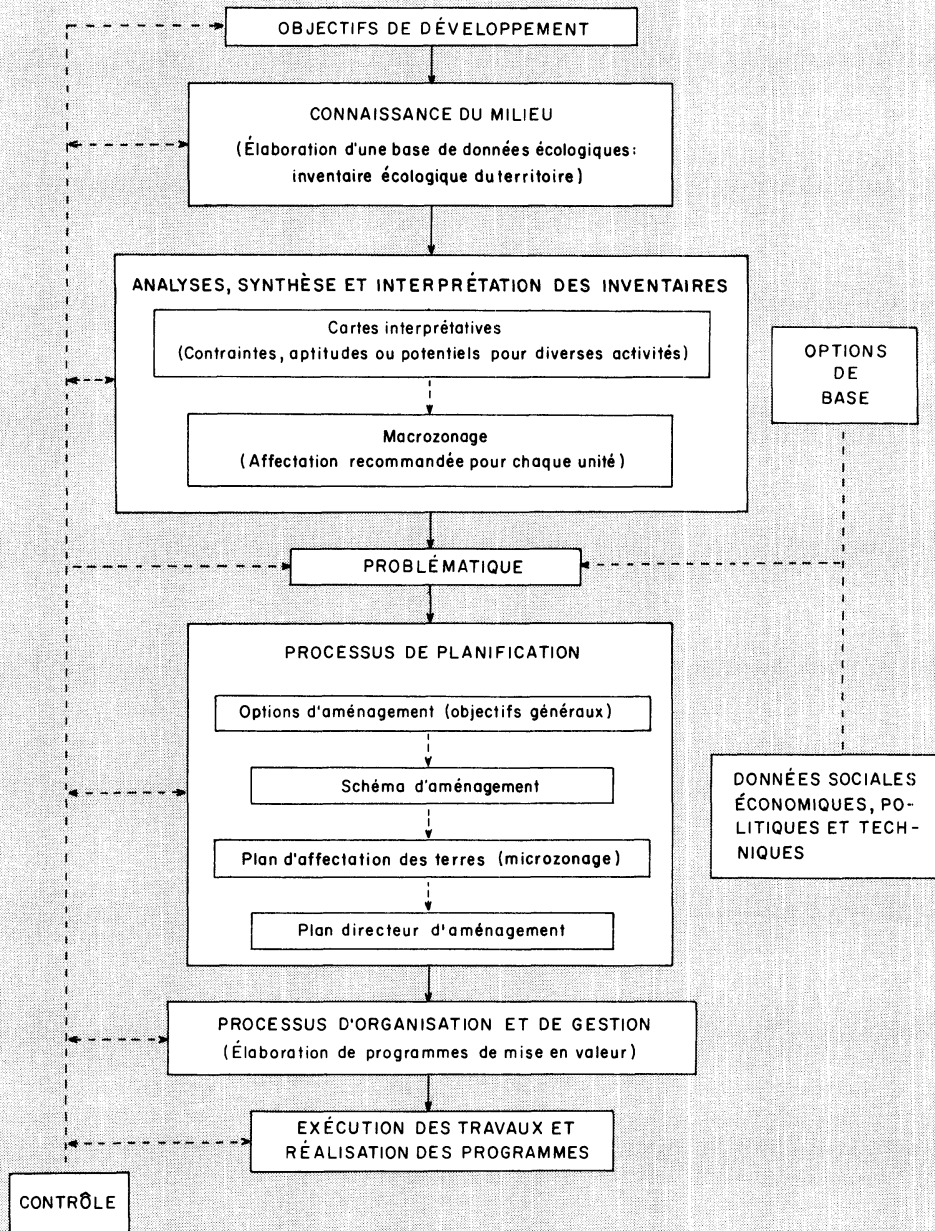 OBJECTIFS DE DÉVELOPPEMENT
CONNAISSANCE DU MILIEU
(Élaboration d'une base de données écologiques:
inventaire écologique du territoire)
ANALYSES, SYNTHÈSE ET INTERPRÉTATION DES INVENTAIRES
Cartes interprétatives
(Contraintes, aptitudes ou potentiels pour diverses activités)
Macrozonage
(Affectation recommandée pour chaque unité)
OPTIONS
DE
BASE
PROBLÉMATIQUE
PROCESSUS DE PLANIFICATION
Options d'aménagement (objectifs généraux)
Schéma d'aménagement
Plan d'affectation des terres (microzonage)
Plan directeur d'aménagement
DONNÉES SOCIALES
ÉCONOMIQUES, PO-
LITIQUES ET TECH-
NIQUES
PROCESSUS D'ORGANISATION ET DE GESTION
(Élaboration de programmes de mise en valeur)
EXÉCUTION DES TRAVAUX ET
RÉALISATION DES PROGRAMMES
CONTRÔLE